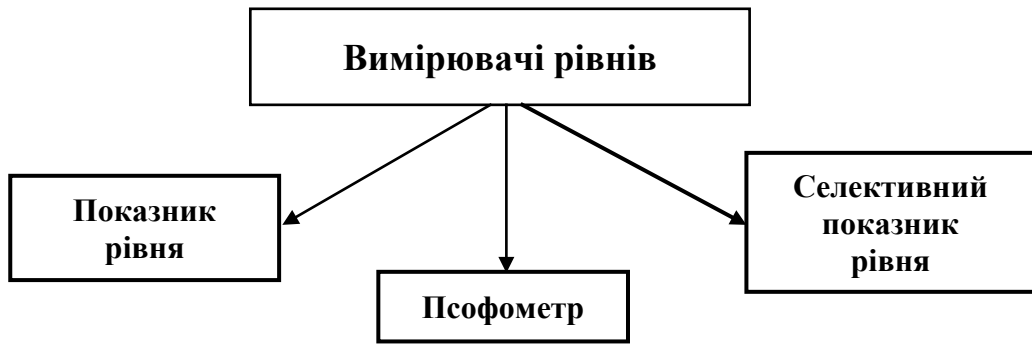 Вимірювачі рівнів
Показник
рівня
Псофометр
Селективний
показник
рівня